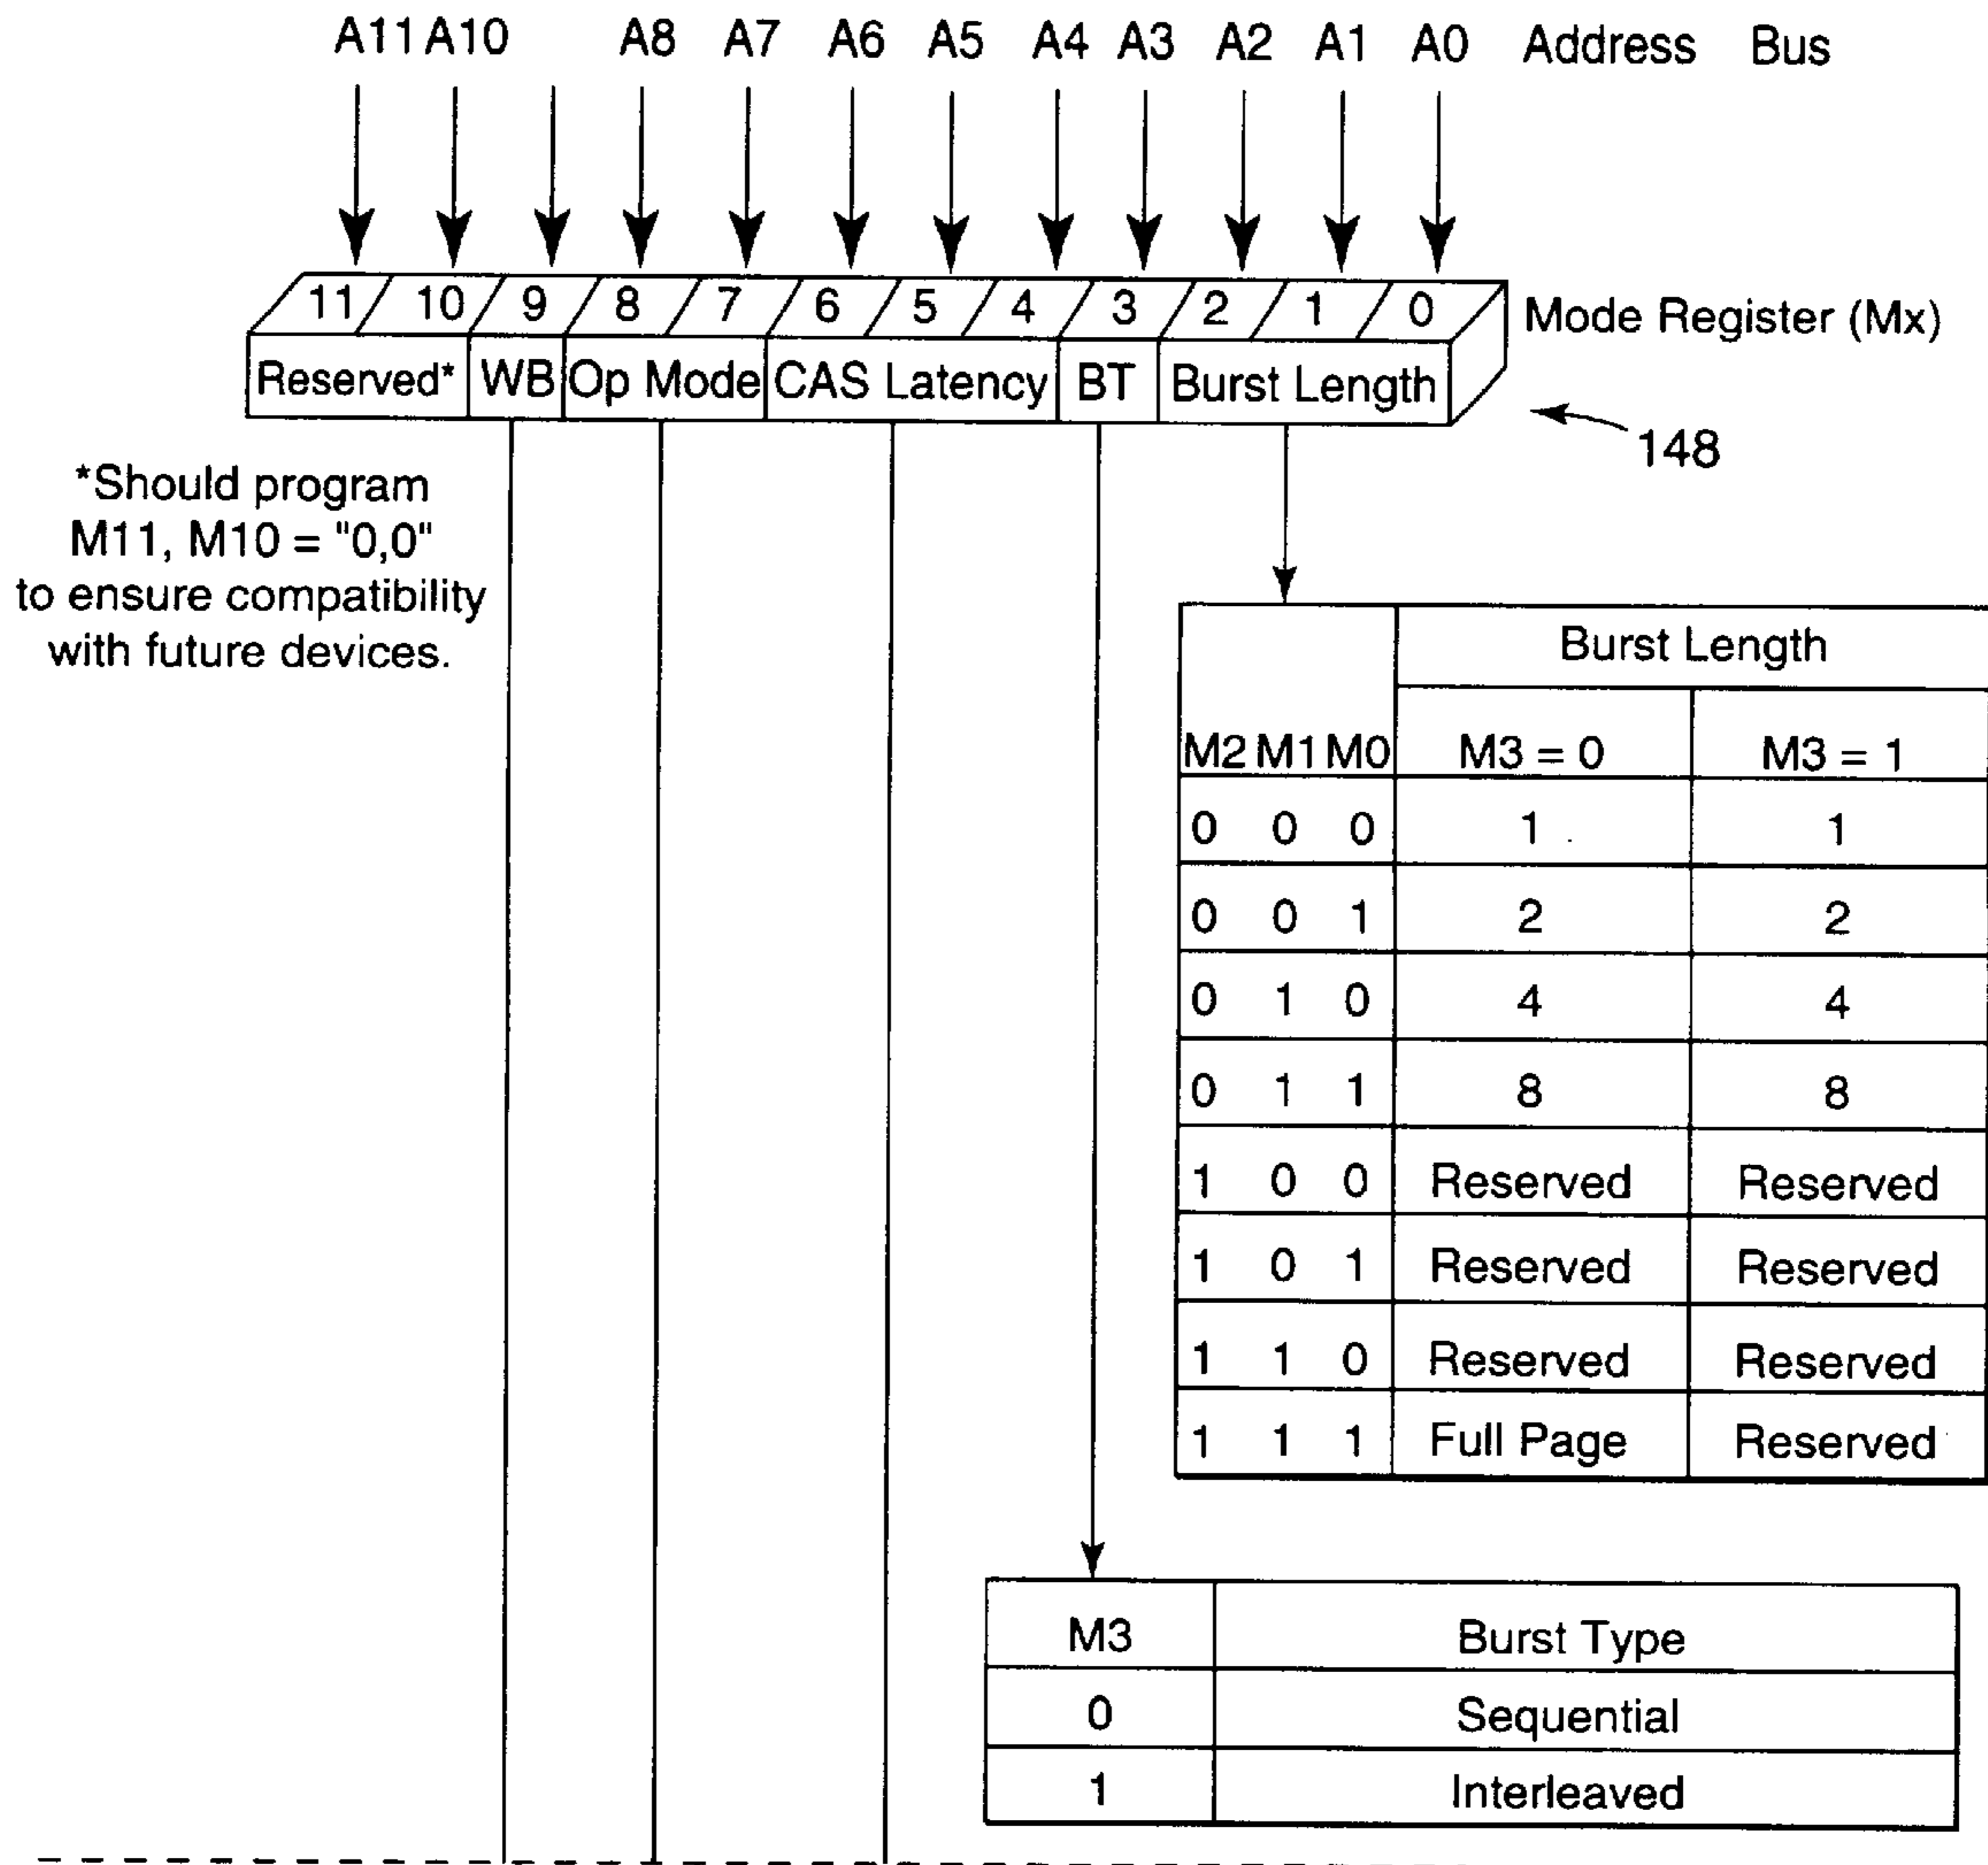 A11 A10 A8 A7 A6 A5 A4 A3 A2 A1 A0 Address Bus
11 10 9 8 7 6 5 4 3 2 1 0
Mode Register (Mx)
Reserved* WB Op Mode CAS Latency BT Burst Length
148
*Should program
M11, M10 = "0,0"
to ensure compatibility
with future devices.
Burst Length
M2 M1 M0 M3 = 0 M3 = 1
0 0 0 1 1
0 0 1 2 2
0 1 0 4 4
0 1 1 8 8
1 0 0 Reserved Reserved
1 0 1 Reserved Reserved
1 1 0 Reserved Reserved
1 1 1 Full Page Reserved
M3 Burst Type
0 Sequential
1 Interleaved